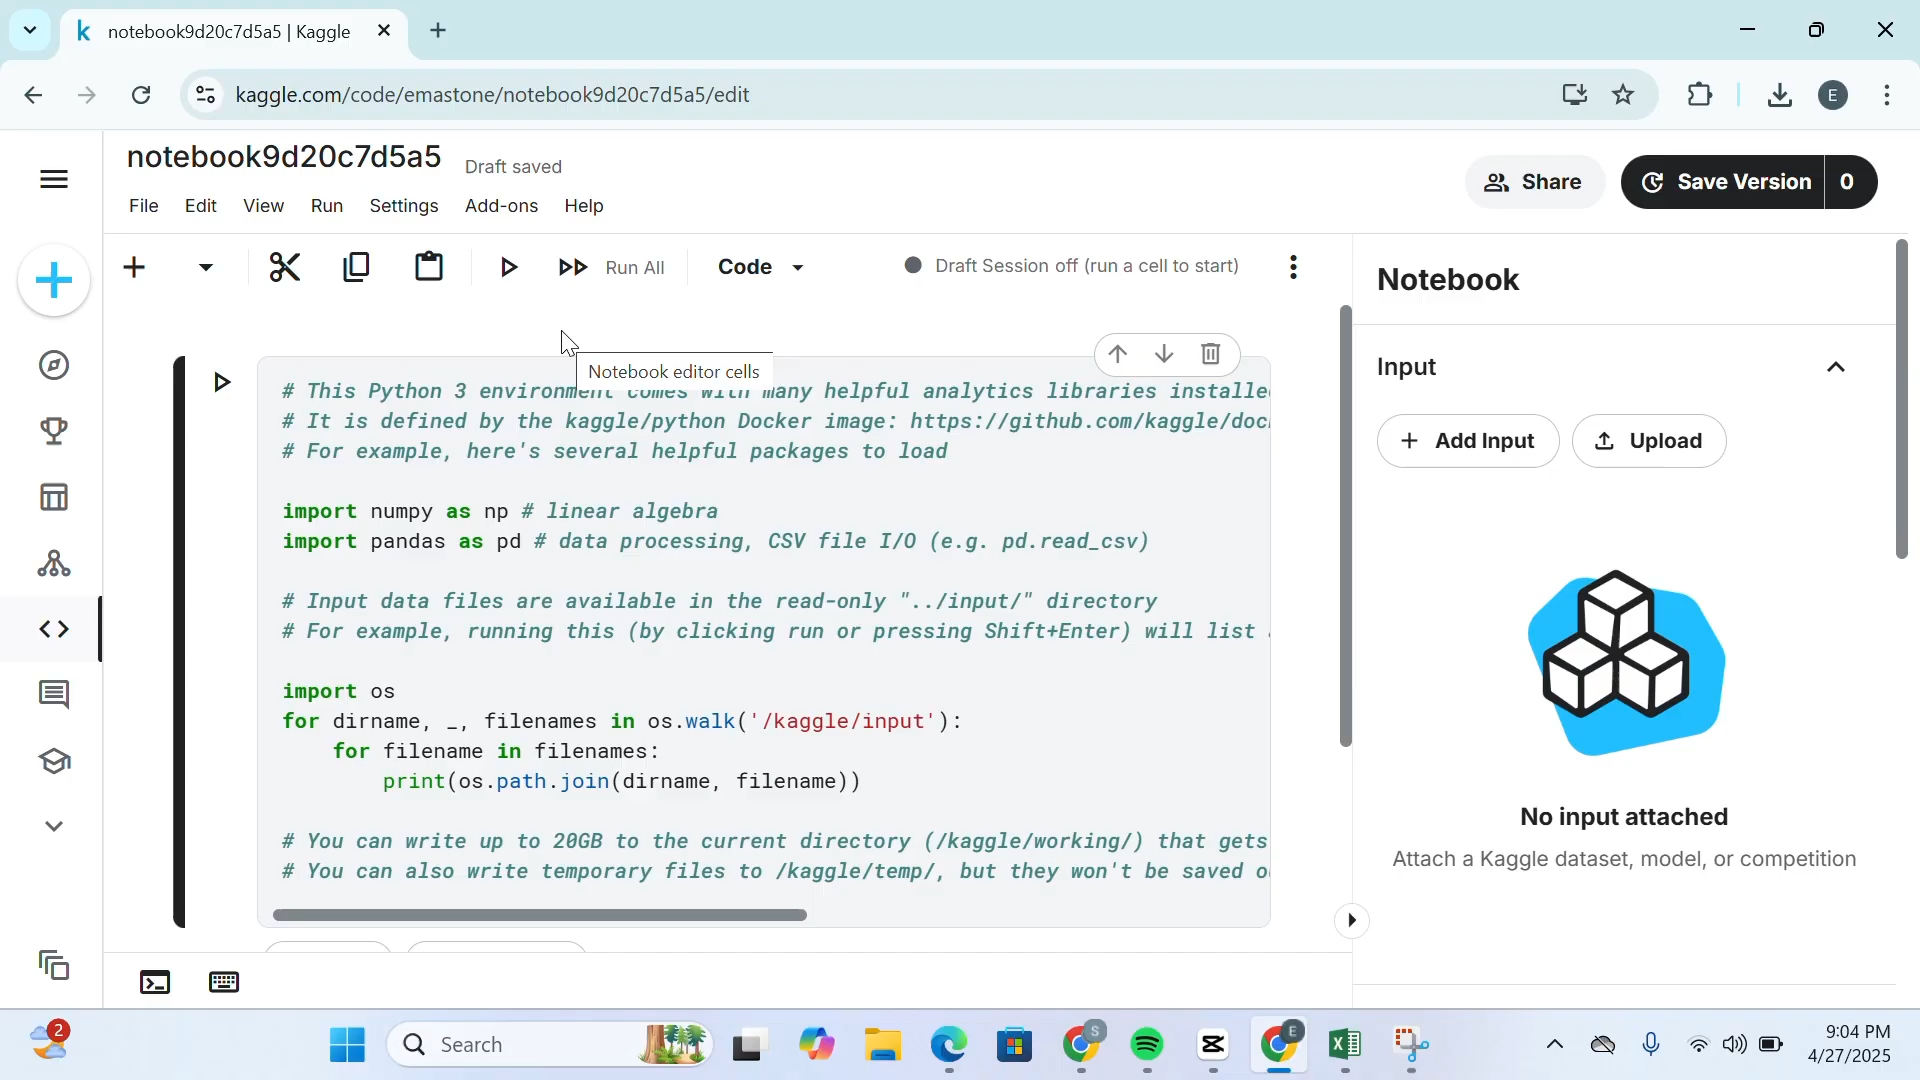 notebook9d20c7d5a5 | Kaggle
kaggle.com/code/emastone/notebook9d20c7d5a5/edit
E
notebook9d20c7d5a5
Draft saved
File Edit View Run Settings Add-ons Help
Share
Save Version 0
Run All
Code
Draft Session off (run a cell to start)
Notebook
Input
Add Input
Upload
Notebook editor cells
# This Python 3 environment comes with many helpful analytics libraries installe
# It is defined by the kaggle/python Docker image: https://github.com/kaggle/doc
# For example, here's several helpful packages to load
import numpy as np # linear algebra
import pandas as pd # data processing, CSV file I/O (e.g. pd.read_csv)
# Input data files are available in the read-only "../input/" directory
# For example, running this (by clicking run or pressing Shift+Enter) will list
import os
for dirname, _, filenames in os.walk('/kaggle/input'):
for filename in filenames:
print(os.path.join(dirname, filename))
# You can write up to 20GB to the current directory (/kaggle/working/) that gets
# You can also write temporary files to /kaggle/temp/, but they won't be saved o
No input attached
Attach a Kaggle dataset, model, or competition
2
Search
S
E
9:04 PM
4/27/2025